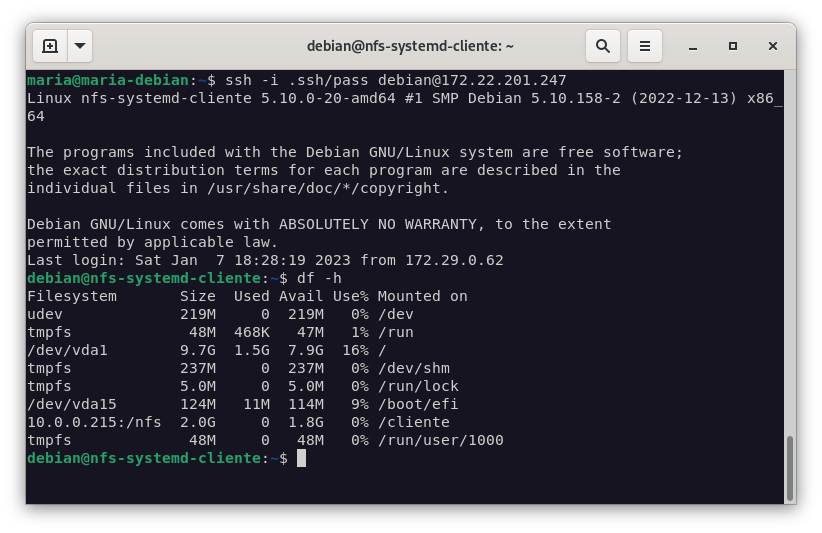 debian@nfs-systemd-cliente: ~
maria@maria-debian:~$ ssh -i .ssh/pass debian@172.22.201.247
Linux nfs-systemd-cliente 5.10.0-20-amd64 #1 SMP Debian 5.10.158-2 (2022-12-13) x86_
64
The programs included with the Debian GNU/Linux system are free software;
the exact distribution terms for each program are described in the
individual files in /usr/share/doc/*/copyright.
Debian GNU/Linux comes with ABSOLUTELY NO WARRANTY, to the extent
permitted by applicable law.
Last login: Sat Jan  7 18:28:19 2023 from 172.29.0.62
debian@nfs-systemd-cliente:~$ df -h
Filesystem       Size  Used Avail Use% Mounted on
udev             219M     0  219M   0% /dev
tmpfs             48M  468K   47M   1% /run
/dev/vda1        9.7G  1.5G  7.9G  16% /
tmpfs            237M     0  237M   0% /dev/shm
tmpfs            5.0M     0  5.0M   0% /run/lock
/dev/vda15       124M   11M  114M   9% /boot/efi
10.0.0.215:/nfs  2.0G     0  1.8G   0% /cliente
tmpfs             48M     0   48M   0% /run/user/1000
debian@nfs-systemd-cliente:~$